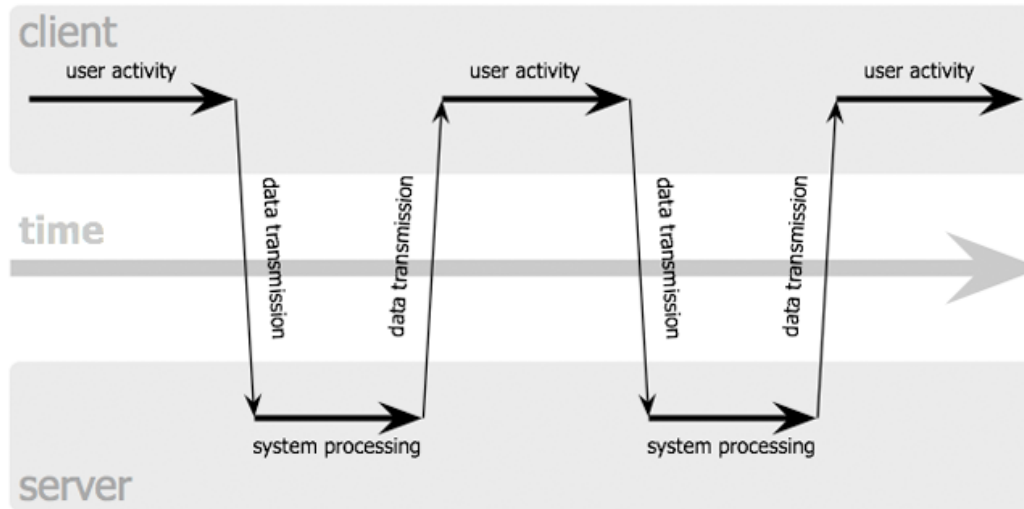 client
user activity
user activity
user activity
data transmission
data transmission
data transmission
data transmission
time
system processing
system processing
server